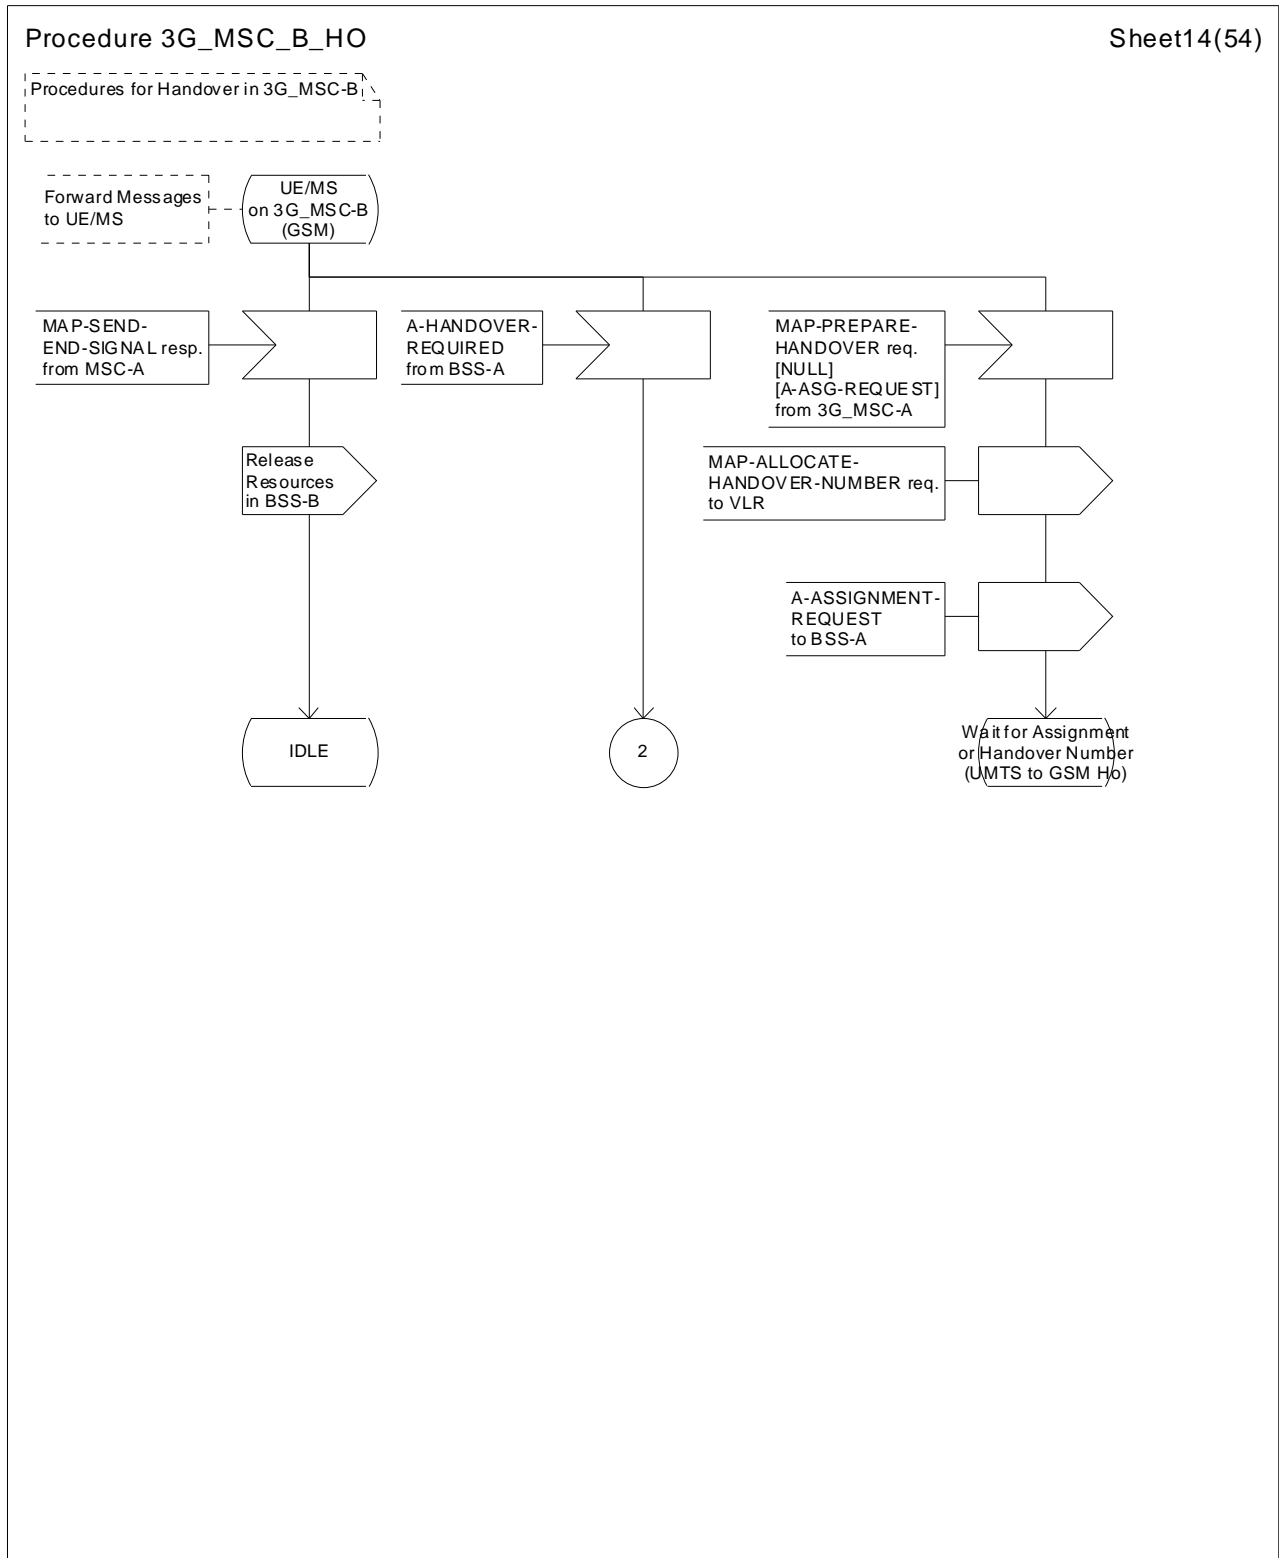 Procedure 3G_MSC_B_HO
Sheet14(54)
Procedures for Handover in 3G_MSC-B
Forward Messages
to UE/MS
UE/MS
on 3G_MSC-B
(GSM)
MAP-SEND-
END-SIGNAL resp.
from MSC-A
A-HANDOVER-
REQUIRED
from BSS-A
MAP-PREPARE-
HANDOVER req.
[NULL]
[A-ASG-REQUEST]
from 3G_MSC-A
Release
Resources
in BSS-B
MAP-ALLOCATE-
HANDOVER-NUMBER req.
to VLR
A-ASSIGNMENT-
REQUEST
to BSS-A
IDLE
2
Wait for Assignment
or Handover Number
(UMTS to GSM Ho)